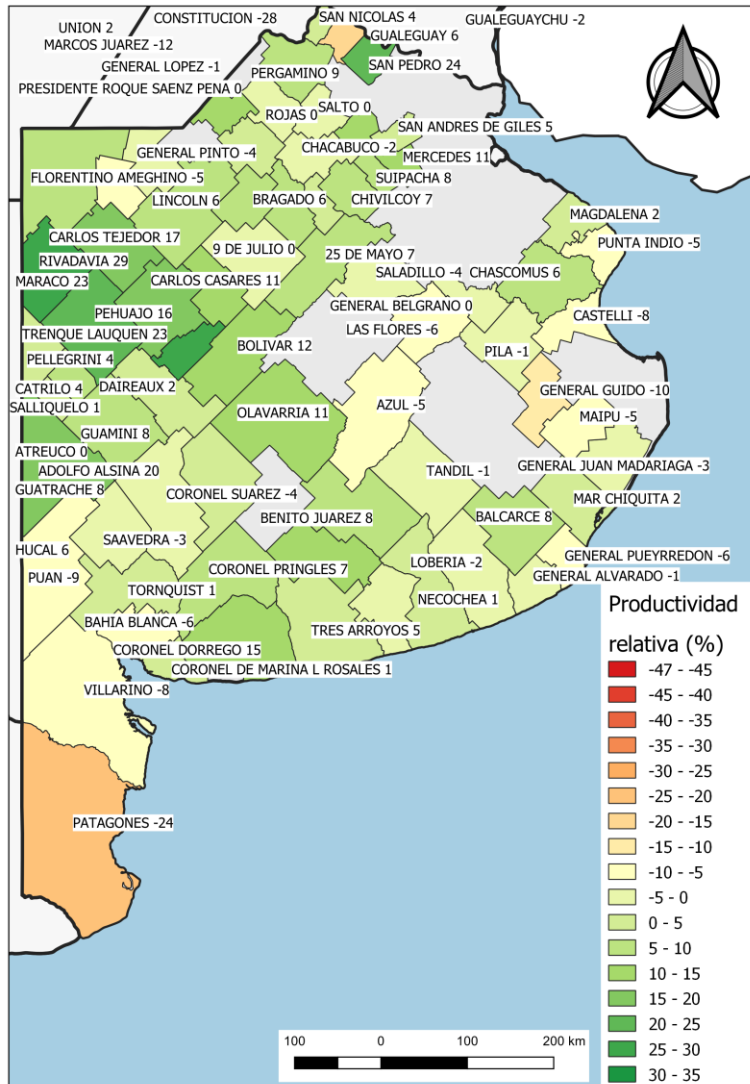 CONSTITUCION -28
SAN NICOLAS 4
GUALEGUAYCHU -2
UNION 2
GUALEGUAY 6
MARCOS JUAREZ -12
GENERAL LOPEZ -1
SAN PEDRO 24
PERGAMINO 9
PRESIDENTE ROQUE SAENZ PENA 0
SALTO 0
ROJAS 0
SAN ANDRES DE GILES 5
GENERAL PINTO -4
CHACABUCO -2
MERCEDES 11
FLORENTINO AMEGHINO -5
SUIPACHA 8
LINCOLN 6
BRAGADO 6
CHIVILCOY 7
MAGDALENA 2
CARLOS TEJEDOR 17
9 DE JULIO 0
25 DE MAYO 7
PUNTA INDIO -5
RIVADAVIA 29
SALADILLO -4
CHASCOMUS 6
MARACO 23
CARLOS CASARES 11
PEHUAJO 16
GENERAL BELGRANO 0
CASTELLI -8
TRENQUE LAUQUEN 23
LAS FLORES -6
BOLIVAR 12
PILA -1
PELLEGRINI 4
CATRILO 4
DAIREAUX 2
GENERAL GUIDO -10
SALLIQUELO 1
OLAVARRIA 11
AZUL -5
MAIPU -5
GUAMINI 8
ATREUCO 0
ADOLFO ALSINA 20
TANDIL -1
GENERAL JUAN MADARIAGA -3
GUATRACHE 8
CORONEL SUAREZ -4
MAR CHIQUITA 2
BENITO JUAREZ 8
BALCARCE 8
SAAVEDRA -3
HUCAL 6
GENERAL PUEYRREDON -6
PUAN -9
CORONEL PRINGLES 7
LOBERIA -2
GENERAL ALVARADO -1
TORNQUIST 1
NECOCHEA 1
BAHIA BLANCA -6
TRES ARROYOS 5
CORONEL DORREGO 15
CORONEL DE MARINA L ROSALES 1
VILLARINO -8
PATAGONES -24
Productividad
relativa (%)
-47 - -45
-45 - -40
-40 - -35
-35 - -30
-30 - -25
-25 - -20
-20 - -15
-15 - -10
-10 - -5
-5 - 0
0 - 5
5 - 10
10 - 15
15 - 20
20 - 25
25 - 30
30 - 35
100 0 100 200 km